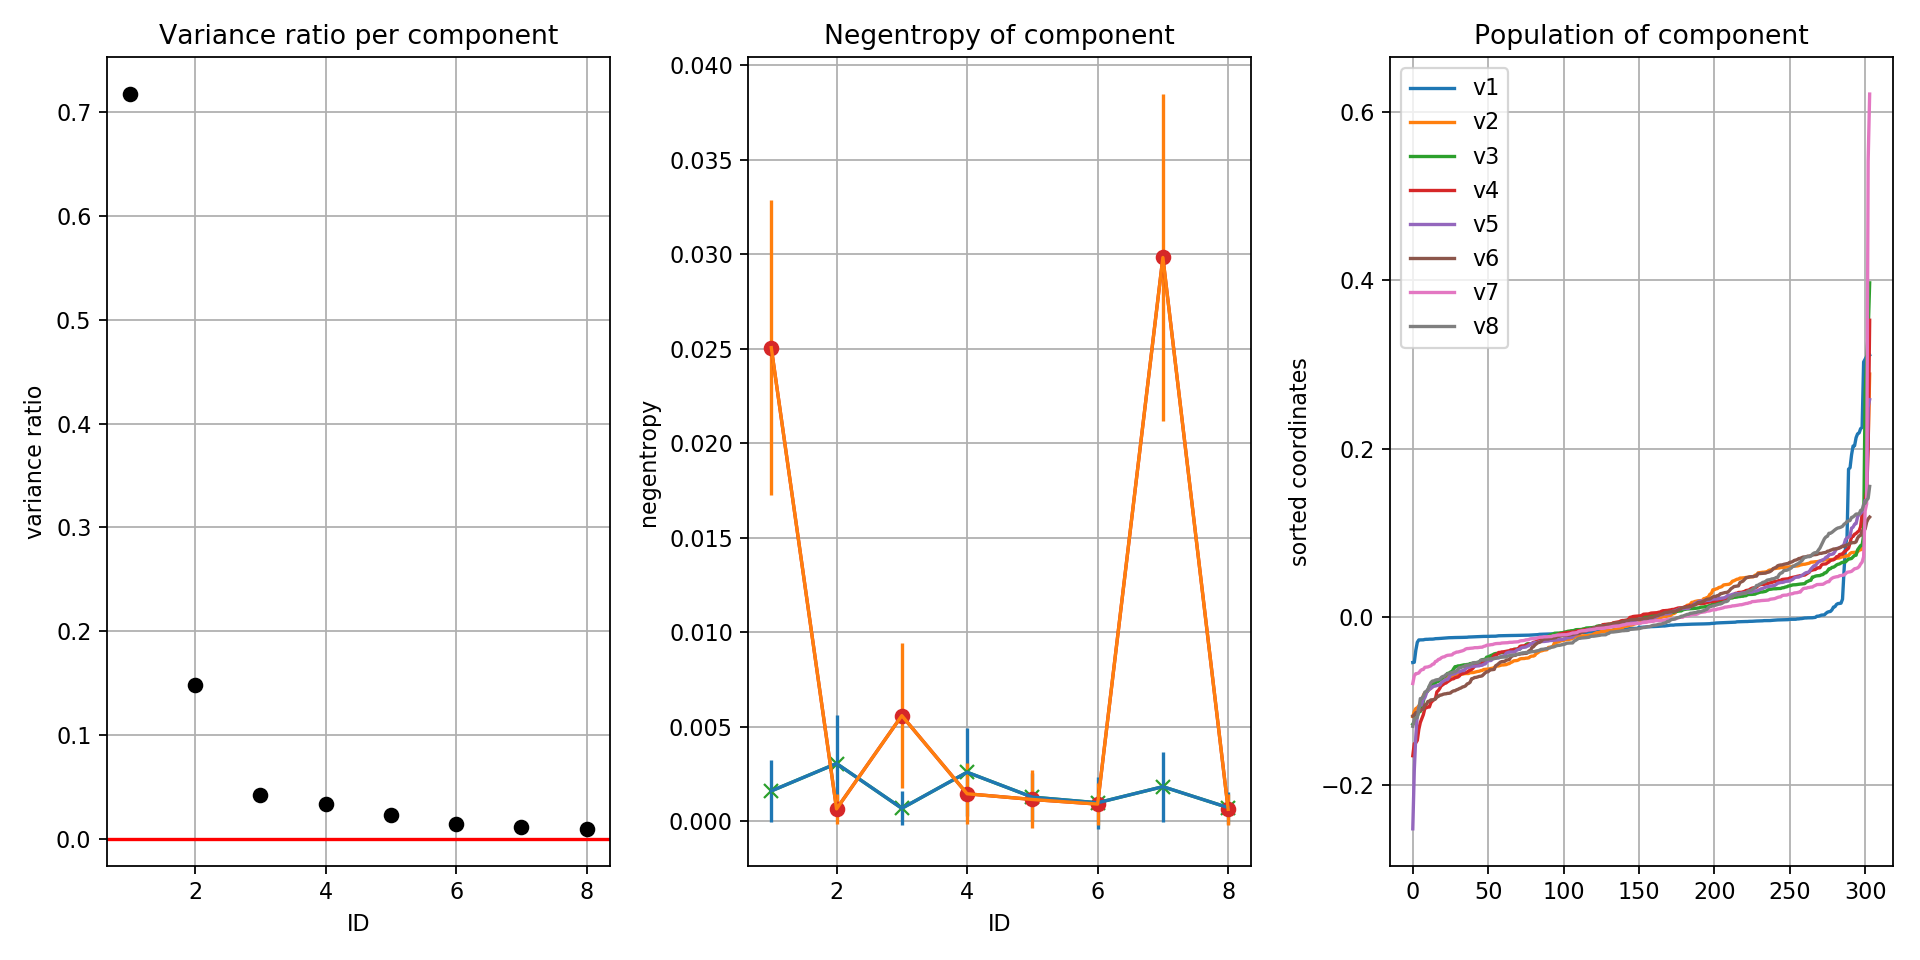 Variance ratio per component
variance ratio
0.7
0.6
0.5
0.4
0.3
0.2
0.1
0.0
2 4 6 8
ID
Negentropy of component
negentropy
0.040
0.035
0.030
0.025
0.020
0.015
0.010
0.005
0.000
2 4 6 8
ID
Population of component
sorted coordinates
0.6
0.4
0.2
0.0
−0.2
0 50 100 150 200 250 300
v1
v2
v3
v4
v5
v6
v7
v8